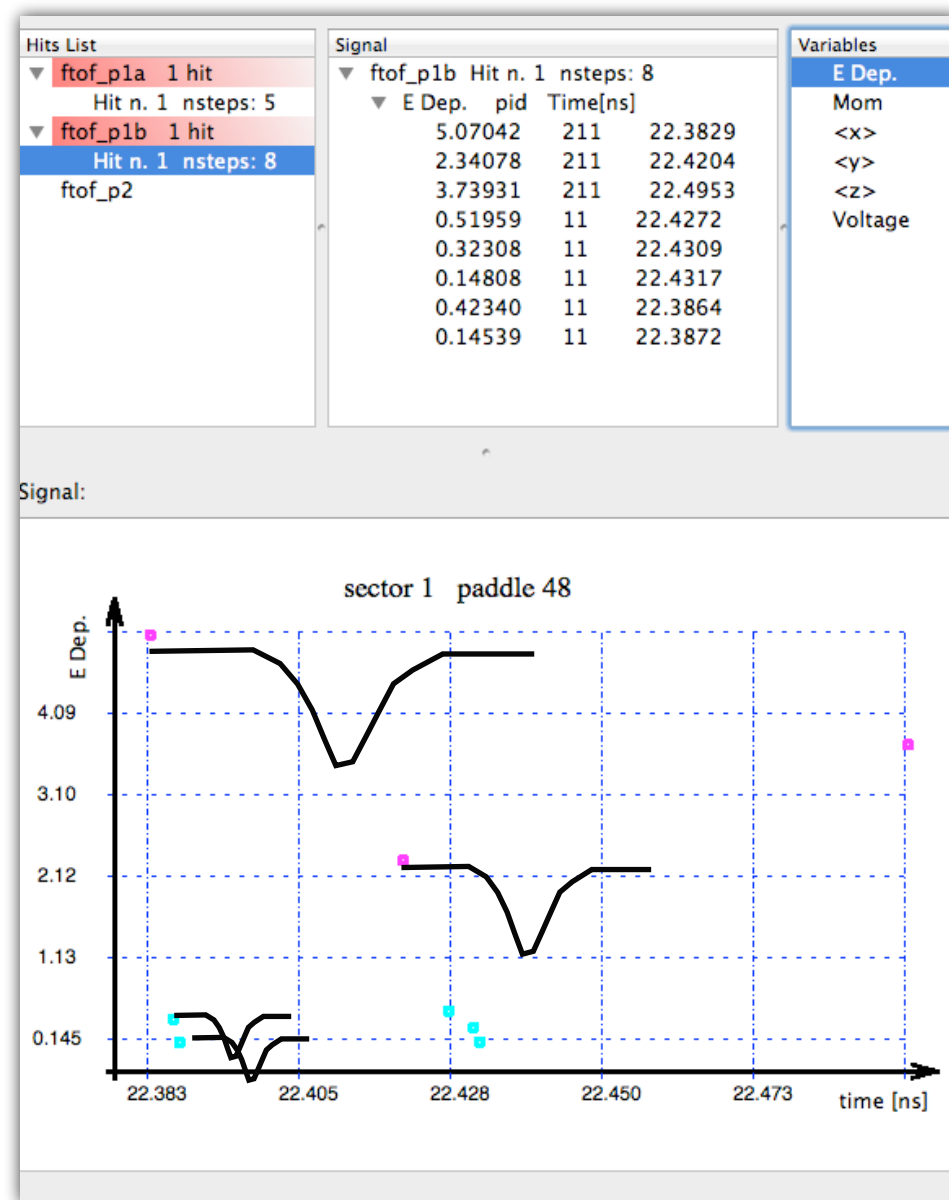 Hits List
ftof_p1a 1 hit
Hit n. 1 nsteps: 5
ftof_p1b 1 hit
Hit n. 1 nsteps: 8
ftof_p2
Signal
ftof_p1b Hit n. 1 nsteps: 8
E Dep. pid Time[ns]
5.07042 211 22.3829
2.34078 211 22.4204
3.73931 211 22.4953
0.51959 11 22.4272
0.32308 11 22.4309
0.14808 11 22.4317
0.42340 11 22.3864
0.14539 11 22.3872
Variables
E Dep.
Mom
<x>
<y>
<z>
Voltage
Signal:
sector 1 paddle 48
E Dep.
4.09
3.10
2.12
1.13
0.145
22.383 22.405 22.428 22.450 22.473
time [ns]